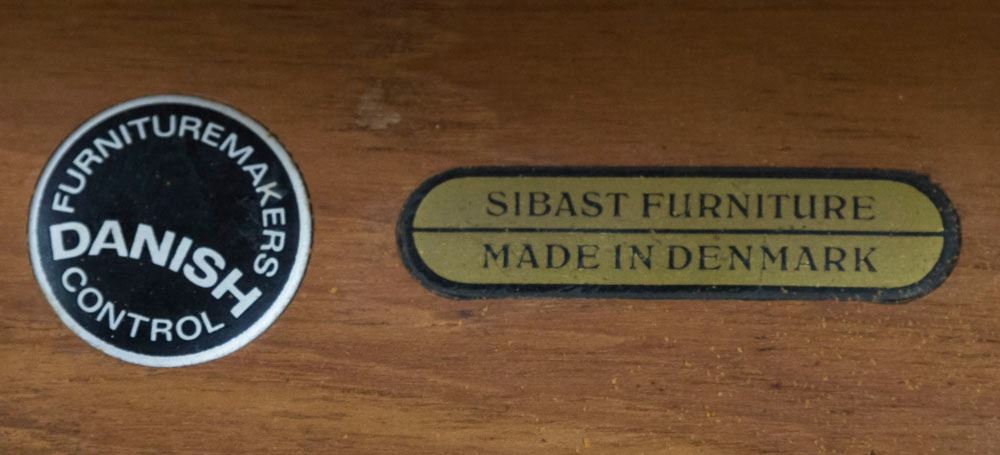 FURNITUREMAKERS
DANISH
CONTROL
SIBAST FURNITURE
MADE IN DENMARK